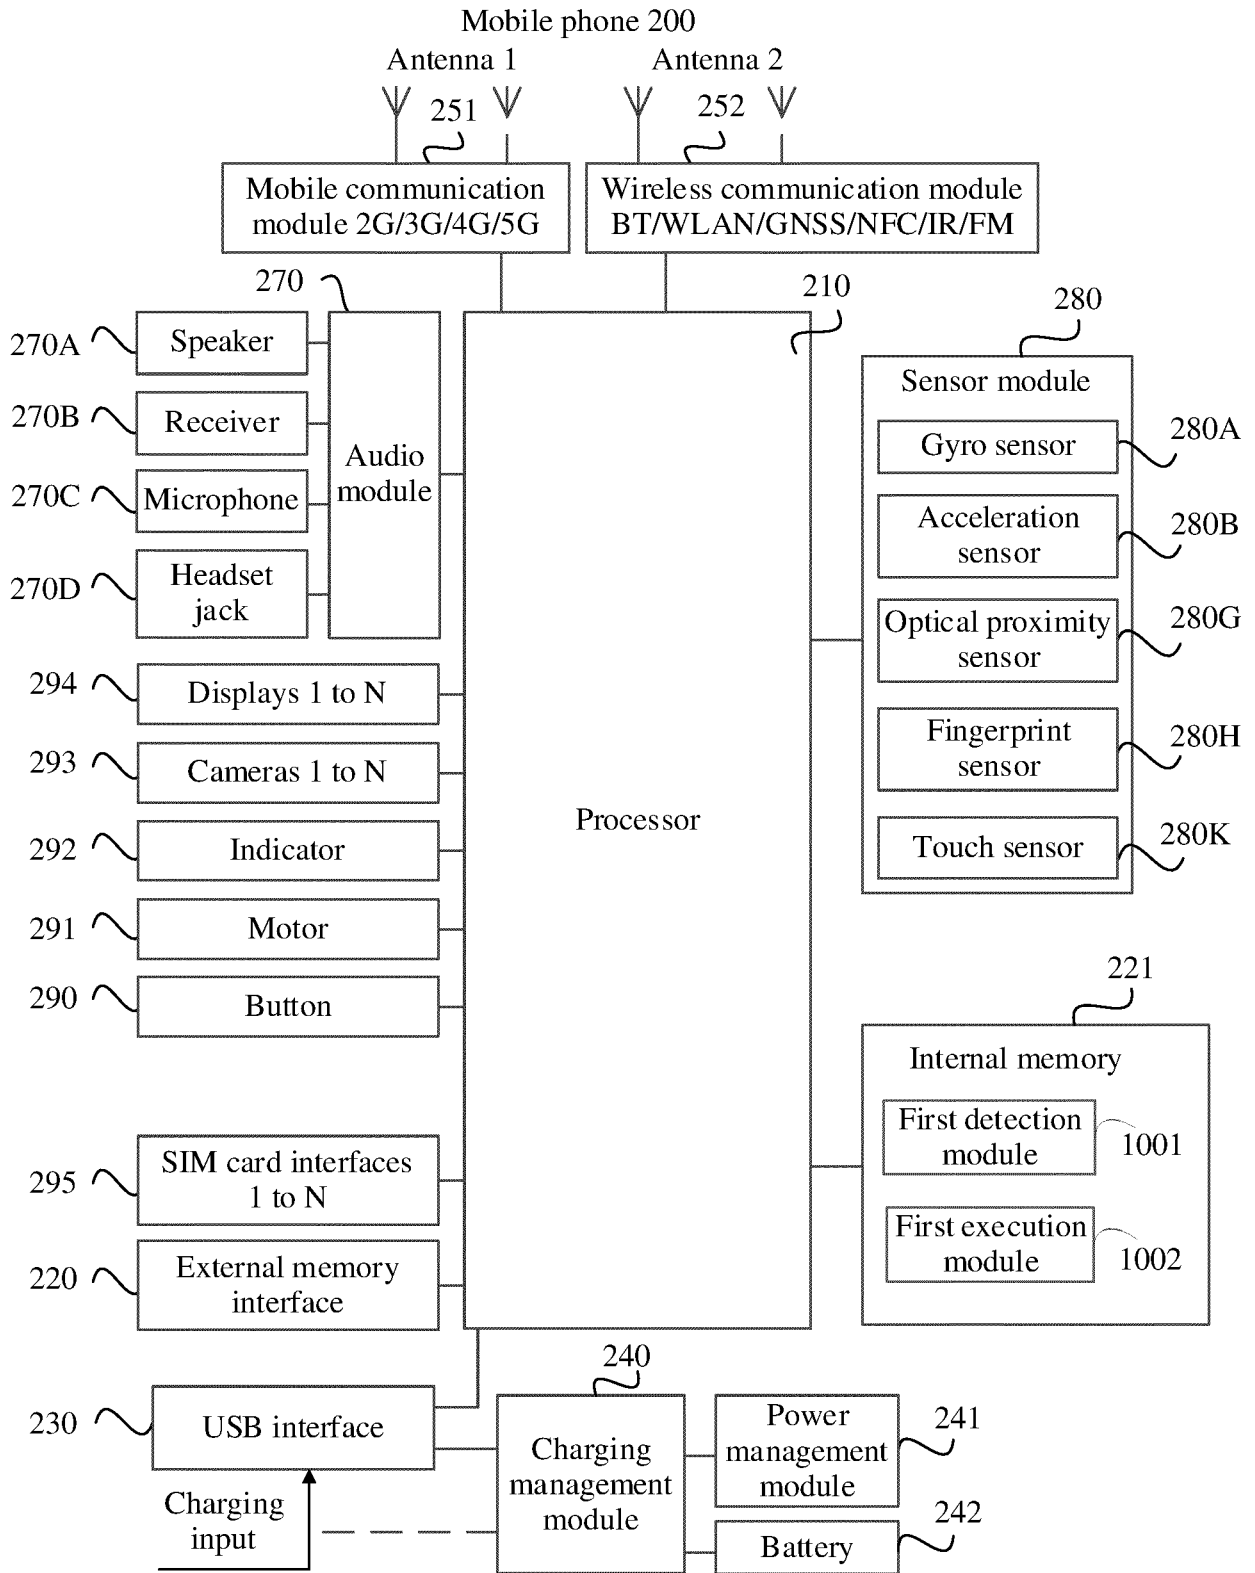 Mobile phone 200
Antenna 1
Antenna 2
251
252
Mobile communication
module 2G/3G/4G/5G
Wireless communication module
BT/WLAN/GNSS/NFC/IR/FM
270
210
280
270A
Speaker
270B
Receiver
270C
Microphone
270D
Headset
jack
Audio
module
Sensor module
Gyro sensor
280A
Acceleration
sensor
280B
Optical proximity
sensor
280G
Fingerprint
sensor
280H
Touch sensor
280K
294
Displays 1 to N
293
Cameras 1 to N
292
Indicator
291
Motor
290
Button
Processor
221
Internal memory
First detection
module
1001
First execution
module
1002
295
SIM card interfaces
1 to N
220
External memory
interface
230
USB interface
240
Charging
management
module
Power
management
module
241
Battery
242
Charging
input